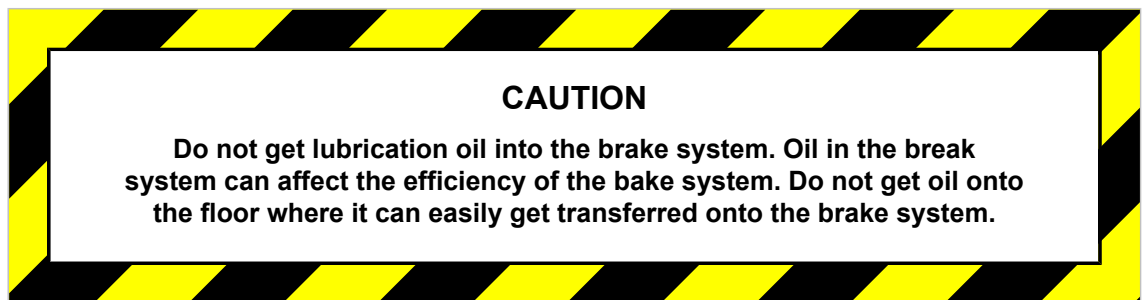 CAUTION
Do not get lubrication oil into the brake system. Oil in the break
system can affect the efficiency of the bake system. Do not get oil onto
the floor where it can easily get transferred onto the brake system.